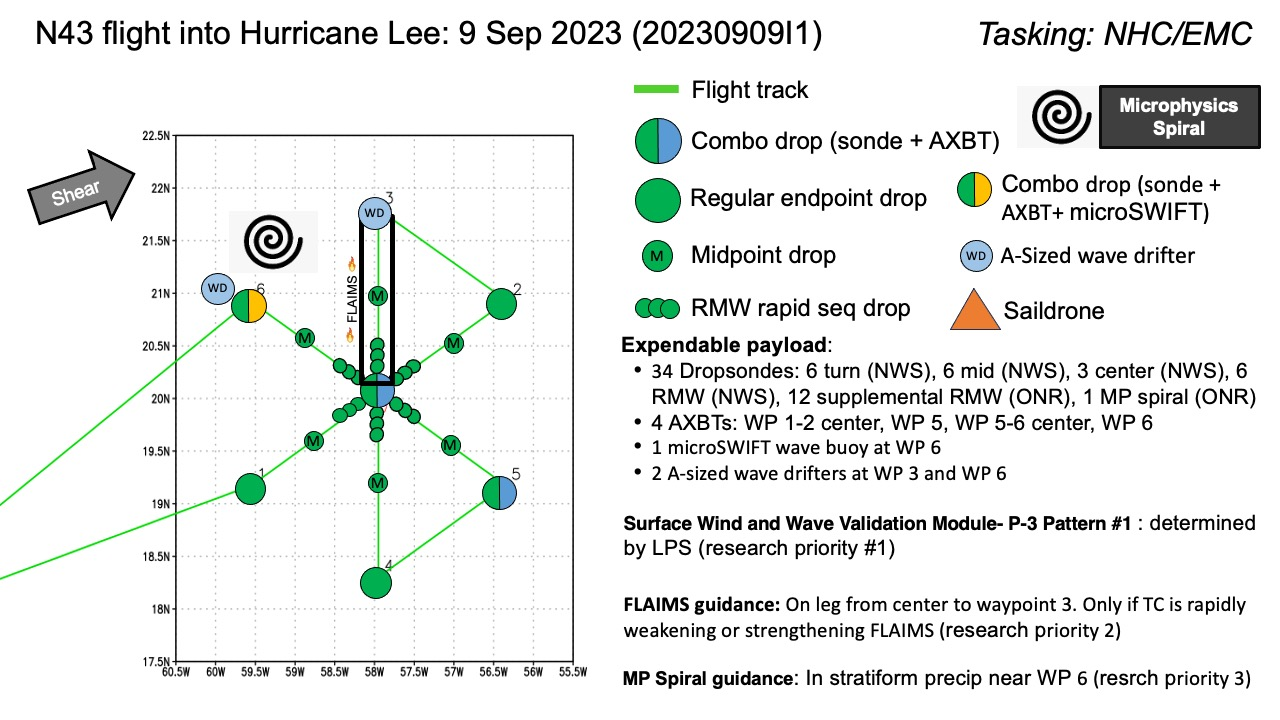 N43 flight into Hurricane Lee: 9 Sep 2023 (20230909I1)
Tasking: NHC/EMC
Flight track
Microphysics
Spiral
Combo drop (sonde + AXBT)
Regular endpoint drop
Combo drop (sonde +
AXBT+ microSWIFT)
M
Midpoint drop
WD
A-Sized wave drifter
RMW rapid seq drop
Saildrone
Shear
22.5N
22N
21.5N
21N
20.5N
20N
19.5N
19N
18.5N
18N
17.5N
60.5W
60W
59.5W
59W
58.5W
58W
57.5W
57W
56.5W
56W
55.5W
WD
3
WD
6
2
FLAIMS
M
M
M
M
M
M
1
5
4
Expendable payload:
• 34 Dropsondes: 6 turn (NWS), 6 mid (NWS), 3 center (NWS), 6
RMW (NWS), 12 supplemental RMW (ONR), 1 MP spiral (ONR)
• 4 AXBTs: WP 1-2 center, WP 5, WP 5-6 center, WP 6
• 1 microSWIFT wave buoy at WP 6
• 2 A-sized wave drifters at WP 3 and WP 6
Surface Wind and Wave Validation Module- P-3 Pattern #1 : determined
by LPS (research priority #1)
FLAIMS guidance: On leg from center to waypoint 3. Only if TC is rapidly
weakening or strengthening FLAIMS (research priority 2)
MP Spiral guidance: In stratiform precip near WP 6 (resrch priority 3)